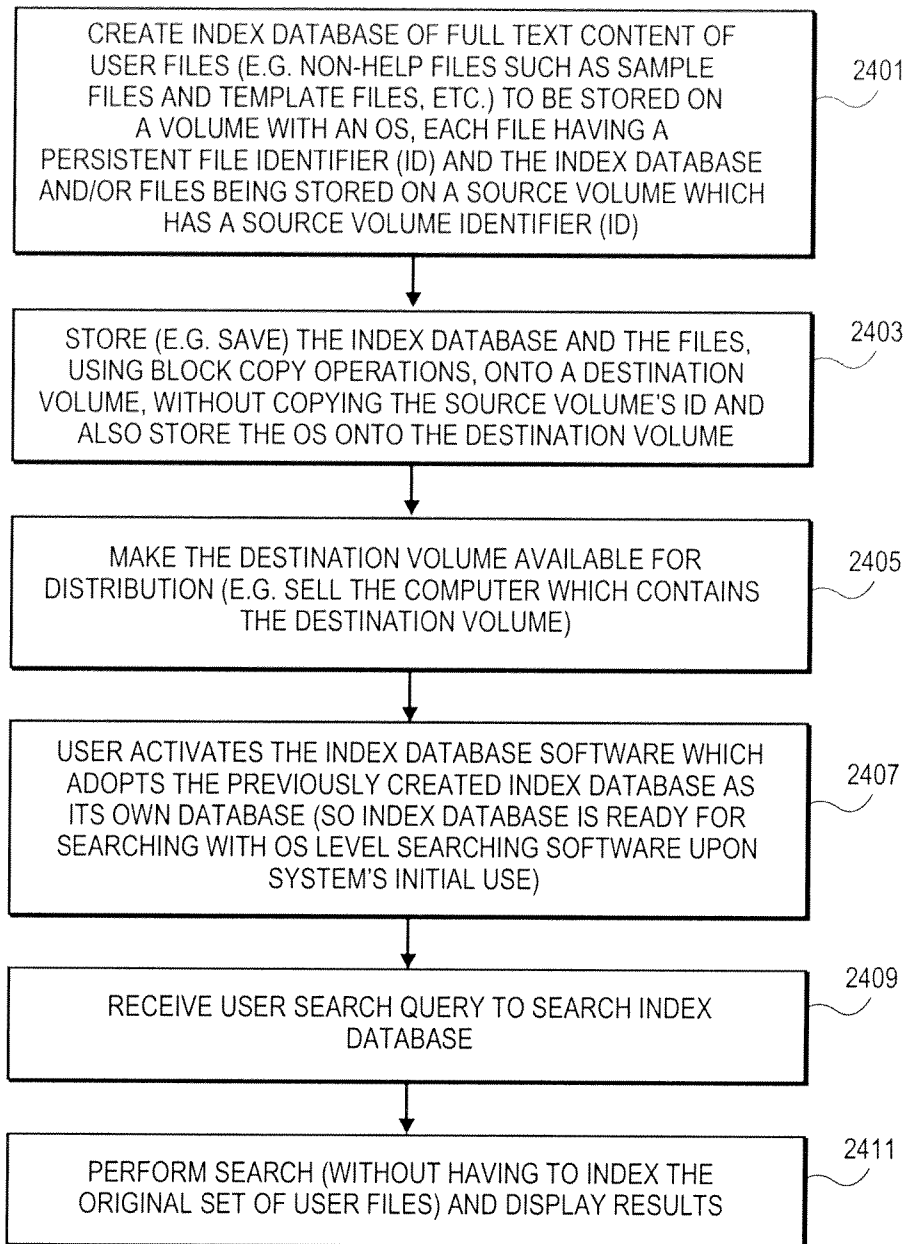 CREATE INDEX DATABASE OF FULL TEXT CONTENT OF
USER FILES (E.G. NON-HELP FILES SUCH AS SAMPLE
FILES AND TEMPLATE FILES, ETC.) TO BE STORED ON
A VOLUME WITH AN OS, EACH FILE HAVING A
PERSISTENT FILE IDENTIFIER (ID) AND THE INDEX DATABASE
AND/OR FILES BEING STORED ON A SOURCE VOLUME WHICH
HAS A SOURCE VOLUME IDENTIFIER (ID)
2401
STORE (E.G. SAVE) THE INDEX DATABASE AND THE FILES,
USING BLOCK COPY OPERATIONS, ONTO A DESTINATION
VOLUME, WITHOUT COPYING THE SOURCE VOLUME'S ID AND
ALSO STORE THE OS ONTO THE DESTINATION VOLUME
2403
MAKE THE DESTINATION VOLUME AVAILABLE FOR
DISTRIBUTION (E.G. SELL THE COMPUTER WHICH CONTAINS
THE DESTINATION VOLUME)
2405
USER ACTIVATES THE INDEX DATABASE SOFTWARE WHICH
ADOPTS THE PREVIOUSLY CREATED INDEX DATABASE AS
ITS OWN DATABASE (SO INDEX DATABASE IS READY FOR
SEARCHING WITH OS LEVEL SEARCHING SOFTWARE UPON
SYSTEM'S INITIAL USE)
2407
RECEIVE USER SEARCH QUERY TO SEARCH INDEX
DATABASE
2409
PERFORM SEARCH (WITHOUT HAVING TO INDEX THE
ORIGINAL SET OF USER FILES) AND DISPLAY RESULTS
2411